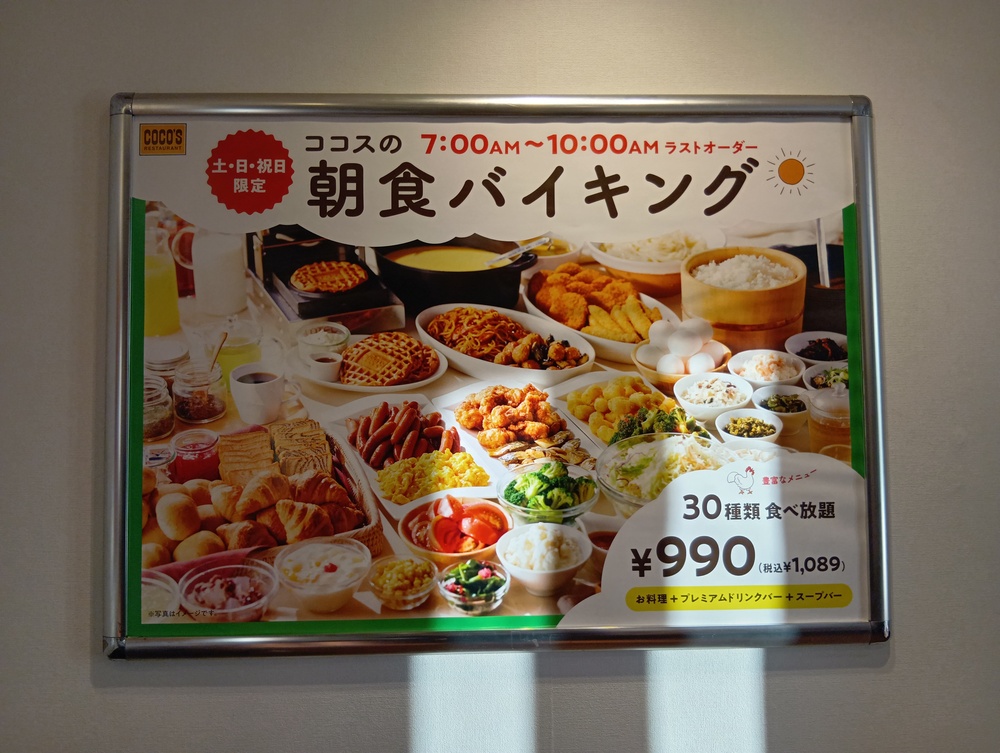 COCO'S
RESTAURANT
土・日・祝日
限定
ココスの 7:00AM～10:00AM ラストオーダー
朝食バイキング
豊富なメニュー
30種類 食べ放題
¥990(税込¥1,089)
お料理+プレミアムドリンクバー+スープバー
※写真はイメージです。